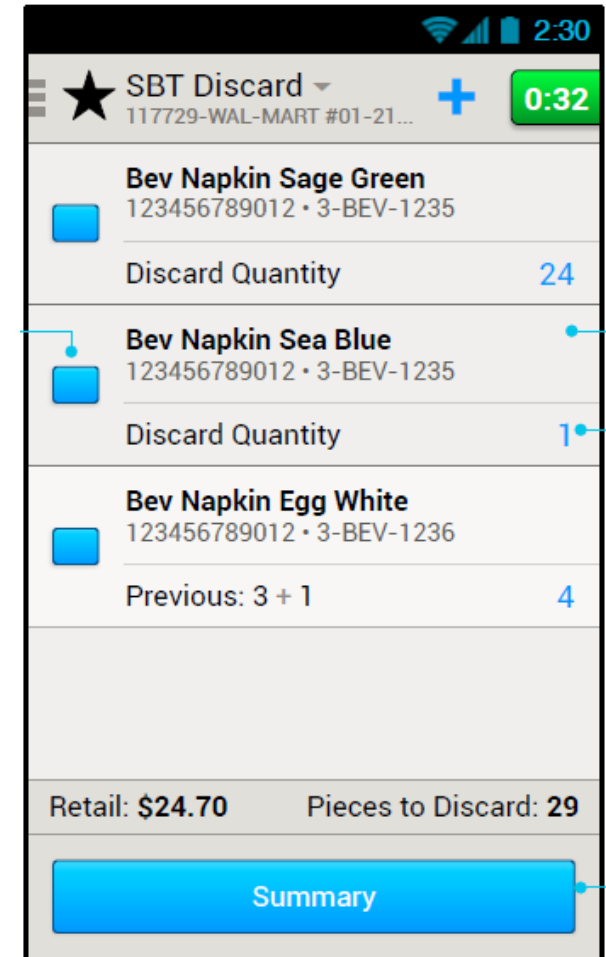 2:30
SBT Discard
117729-WAL-MART #01-21...
0:32
Bev Napkin Sage Green
123456789012 • 3-BEV-1235
Discard Quantity 24
Bev Napkin Sea Blue
123456789012 • 3-BEV-1235
Discard Quantity 1
Bev Napkin Egg White
123456789012 • 3-BEV-1236
Previous: 3 + 1 4
Retail: $24.70 Pieces to Discard: 29
Summary